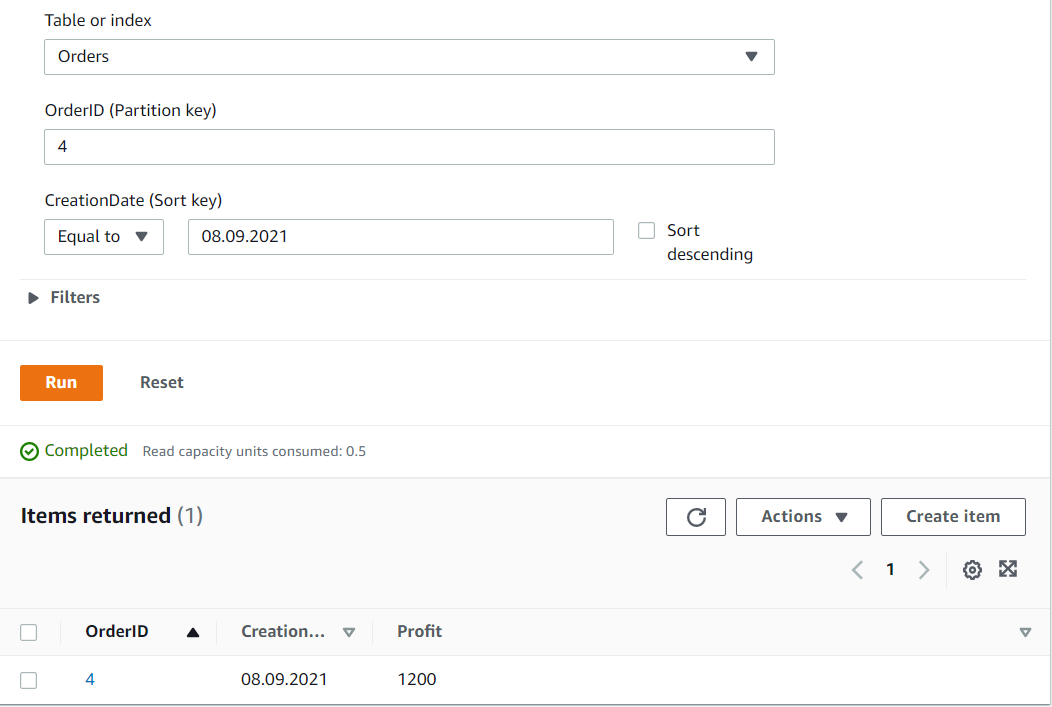 Table or index
Orders
OrderID (Partition key)
4
CreationDate (Sort key)
Equal to 08.09.2021 Sort
descending
Filters
Run Reset
Completed Read capacity units consumed: 0.5
Items returned (1) Actions Create item
1
OrderID Creation... Profit
4 08.09.2021 1200